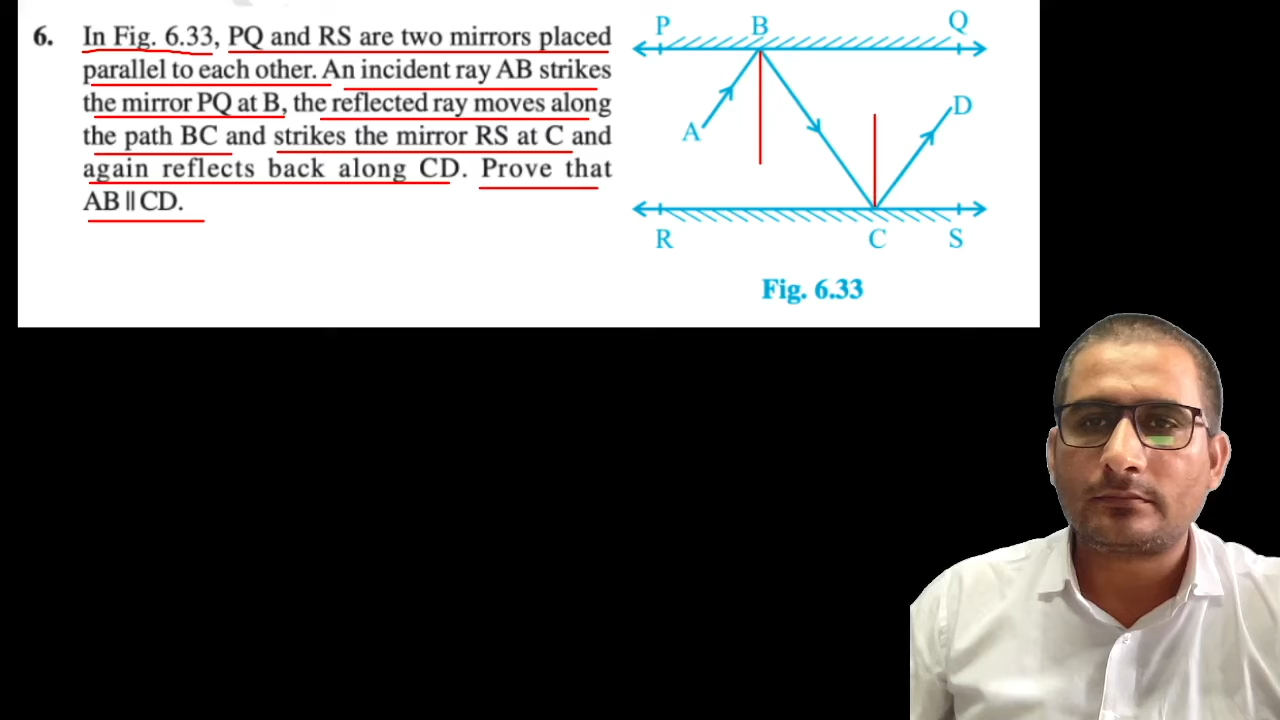 6. In Fig. 6.33, PQ and RS are two mirrors placed
parallel to each other. An incident ray AB strikes
the mirror PQ at B, the reflected ray moves along
the path BC and strikes the mirror RS at C and
again reflects back along CD. Prove that
AB || CD.
P B Q
A D
R C S
Fig. 6.33